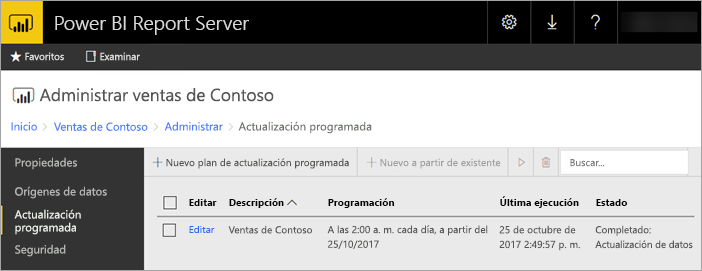 Power BI Report Server
?
Favoritos Examinar
Administrar ventas de Contoso
Inicio > Ventas de Contoso > Administrar > Actualización programada
Propiedades
Orígenes de datos
Actualización
programada
Seguridad
+ Nuevo plan de actualización programada + Nuevo a partir de existente Buscar...
Editar Descripción Programación Última ejecución Estado
Editar Ventas de Contoso A las 2:00 a. m. cada día, a partir del 25 de octubre de Completado:
25/10/2017 2017 2:49:57 p. m. Actualización de datos